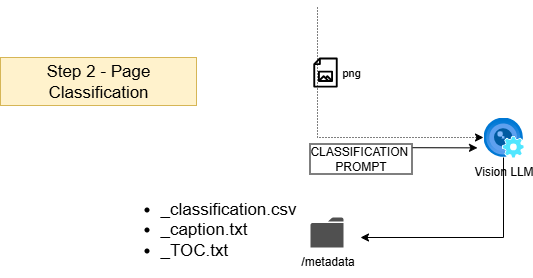 Step 2 - Page
Classification
png
CLASSIFICATION
PROMPT
Vision LLM
• _classification.csv
• _caption.txt
• _TOC.txt
/metadata